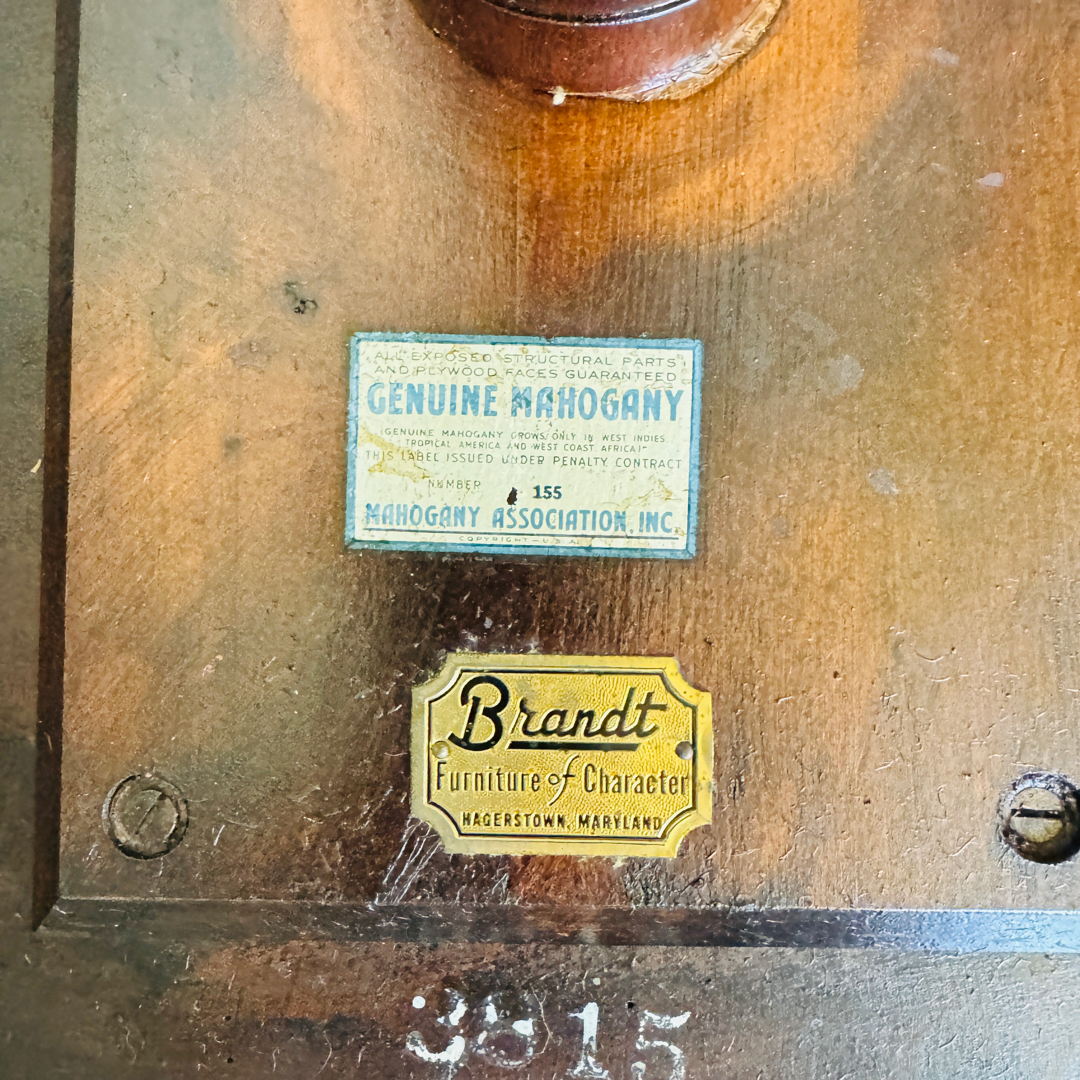 ALL EXPOSED STRUCTURAL PARTS
AND PLYWOOD FACES GUARANTEED
GENUINE MAHOGANY
(GENUINE MAHOGANY GROWS ONLY IN WEST INDIES,
TROPICAL AMERICA AND WEST COAST AFRICA)
THIS LABEL ISSUED UNDER PENALTY CONTRACT
NUMBER 155
MAHOGANY ASSOCIATION, INC.
COPYRIGHT—U.S.A.
Brandt
Furniture of Character
HAGERSTOWN, MARYLAND
3815